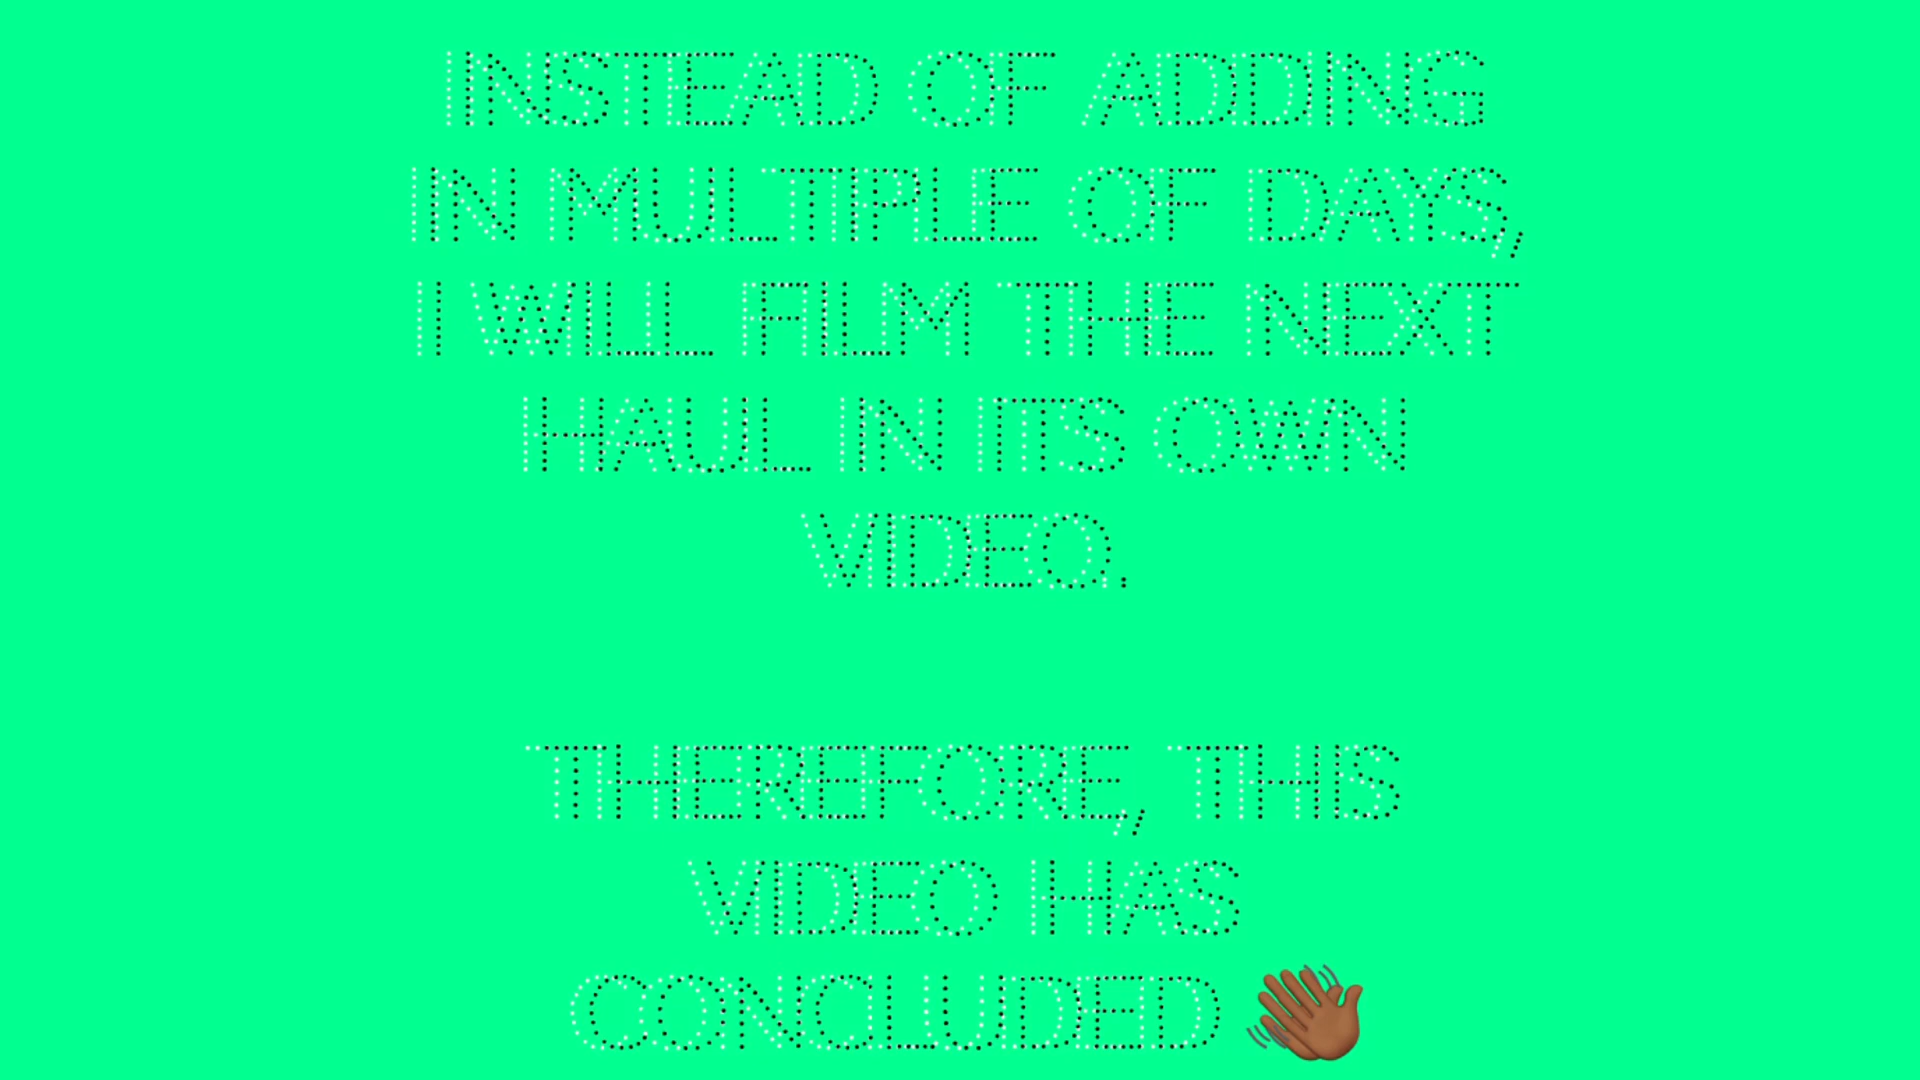 INSTEAD OF ADDING
IN MULTIPLE OF DAYS,
I WILL FILM THE NEXT
HAUL IN ITS OWN
VIDEO.
THEREFORE, THIS
VIDEO HAS
CONCLUDED 👋🏾